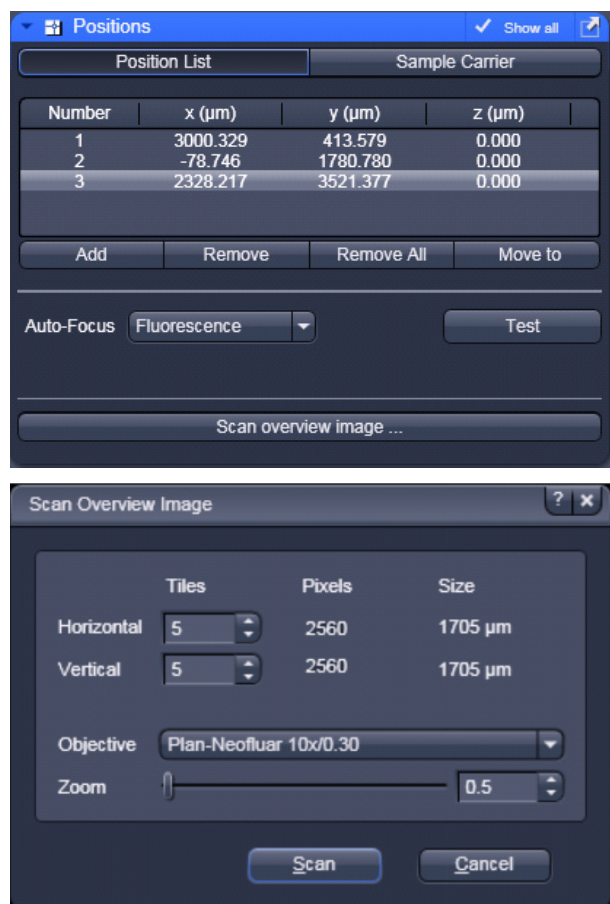 Positions Show all
Position List Sample Carrier
Number x (µm) y (µm) z (µm)
1 3000.329 413.579 0.000
2 -78.746 1780.780 0.000
3 2328.217 3521.377 0.000
Add Remove Remove All Move to
Auto-Focus Fluorescence Test
Scan overview image ...
Scan Overview Image ? x
Tiles Pixels Size
Horizontal 5 2560 1705 µm
Vertical 5 2560 1705 µm
Objective Plan-Neofluar 10x/0.30
Zoom 0.5
Scan Cancel